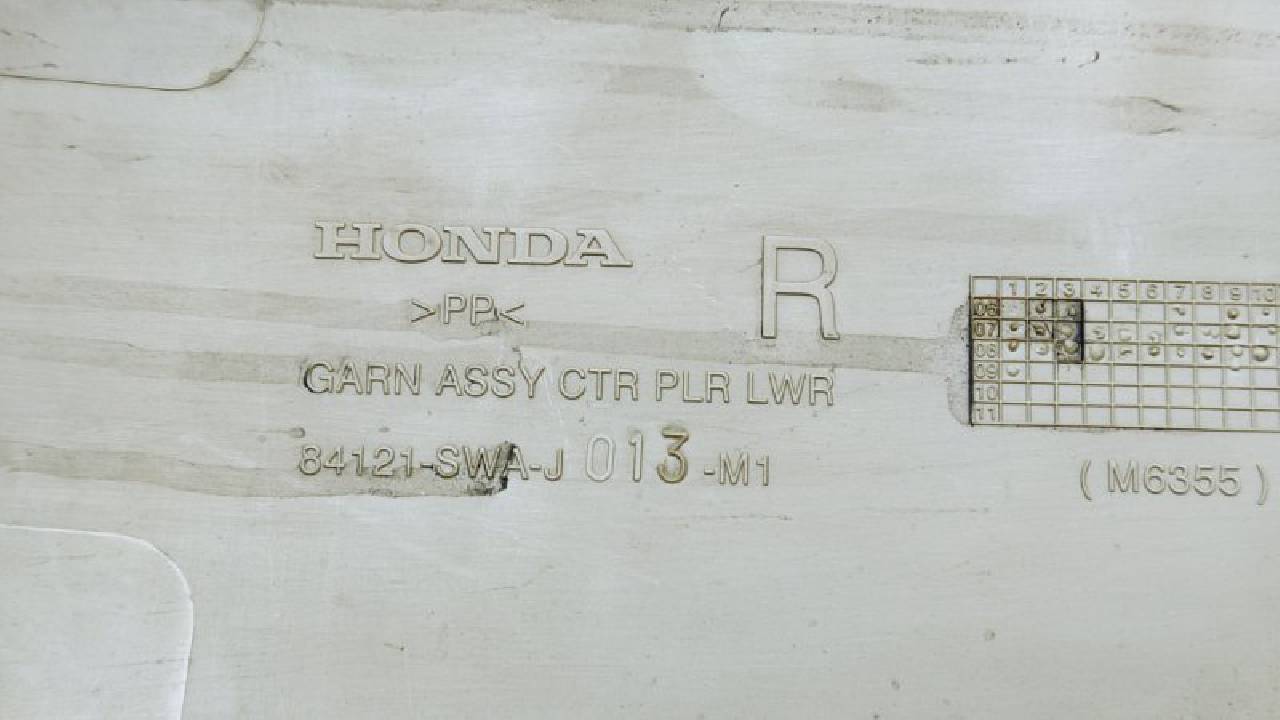 HONDA
R
>PP<
GARN ASSY CTR PLR LWR
84121-SWA-J 013 -M1
1 2 3 4 5 6 7 8 9 10
06
07
08
09
10
11
( M6355 )